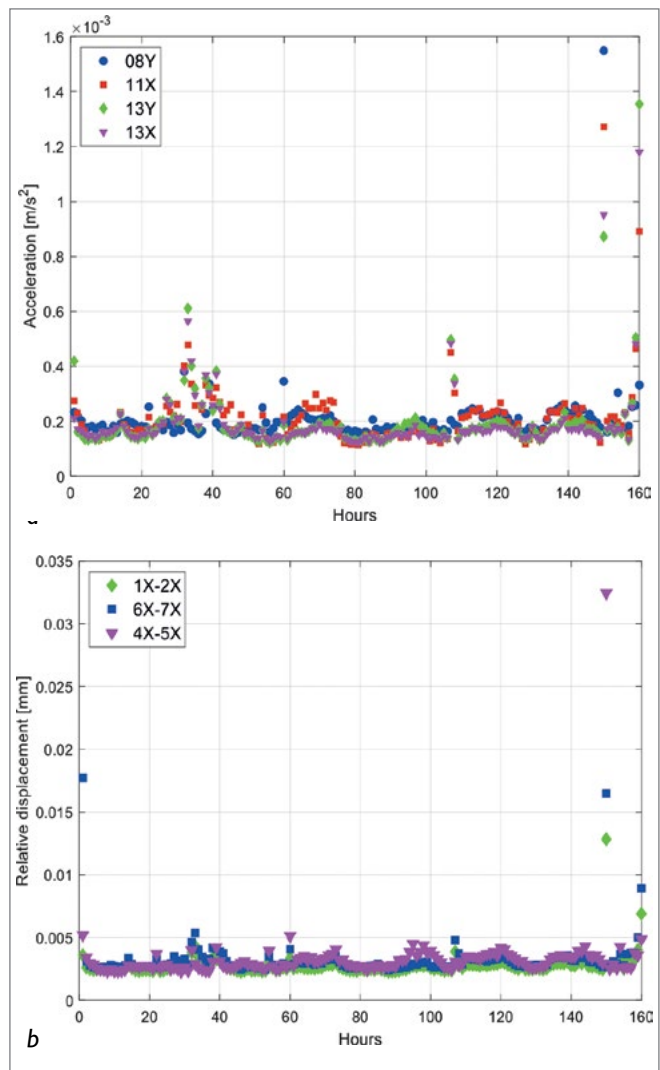 ×10⁻³
1.6
08Y
11X
13Y
13X
1.4
1.2
1
0.8
0.6
0.4
0.2
0
Acceleration [m/s²]
0 20 40 60 80 100 120 140 160
Hours
0.035
1X-2X
6X-7X
4X-5X
0.03
0.025
0.02
0.015
0.01
0.005
0
Relative displacement [mm]
0 20 40 60 80 100 120 140 160
Hours
b